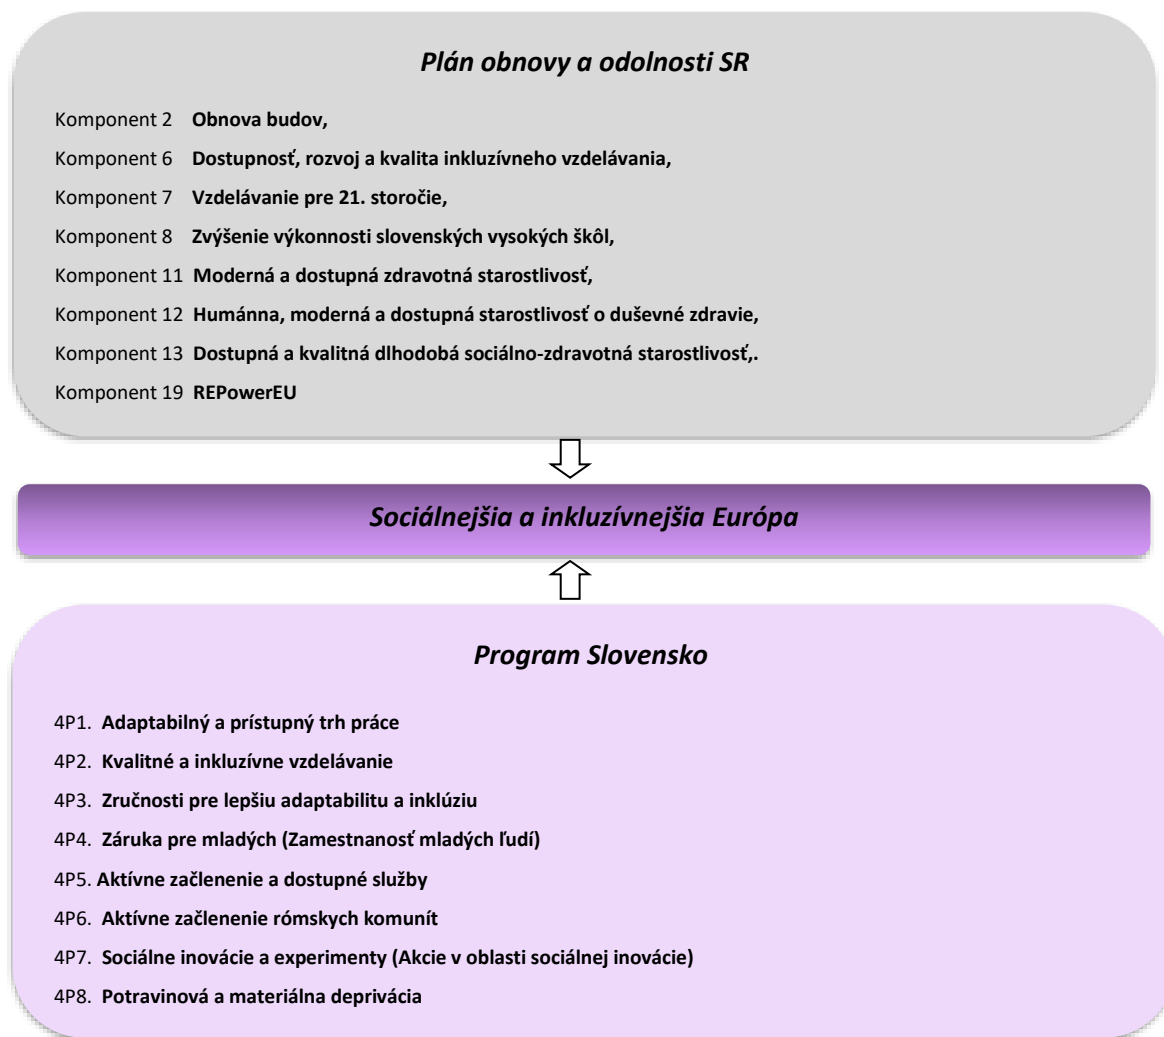 Plán obnovy a odolnosti SR
Komponent 2 Obnova budov,
Komponent 6 Dostupnosť, rozvoj a kvalita inkluzívneho vzdelávania,
Komponent 7 Vzdelávanie pre 21. storočie,
Komponent 8 Zvýšenie výkonnosti slovenských vysokých škôl,
Komponent 11 Moderná a dostupná zdravotná starostlivosť,
Komponent 12 Humánna, moderná a dostupná starostlivosť o duševné zdravie,
Komponent 13 Dostupná a kvalitná dlhodobá sociálno-zdravotná starostlivosť,.
Komponent 19 REPowerEU
Sociálnejšia a inkluzívnejšia Európa
Program Slovensko
4P1. Adaptabilný a prístupný trh práce
4P2. Kvalitné a inkluzívne vzdelávanie
4P3. Zručnosti pre lepšiu adaptabilitu a inklúziu
4P4. Záruka pre mladých (Zamestnanosť mladých ľudí)
4P5. Aktívne začlenenie a dostupné služby
4P6. Aktívne začlenenie rómskych komunít
4P7. Sociálne inovácie a experimenty (Akcie v oblasti sociálnej inovácie)
4P8. Potravinová a materiálna deprivácia